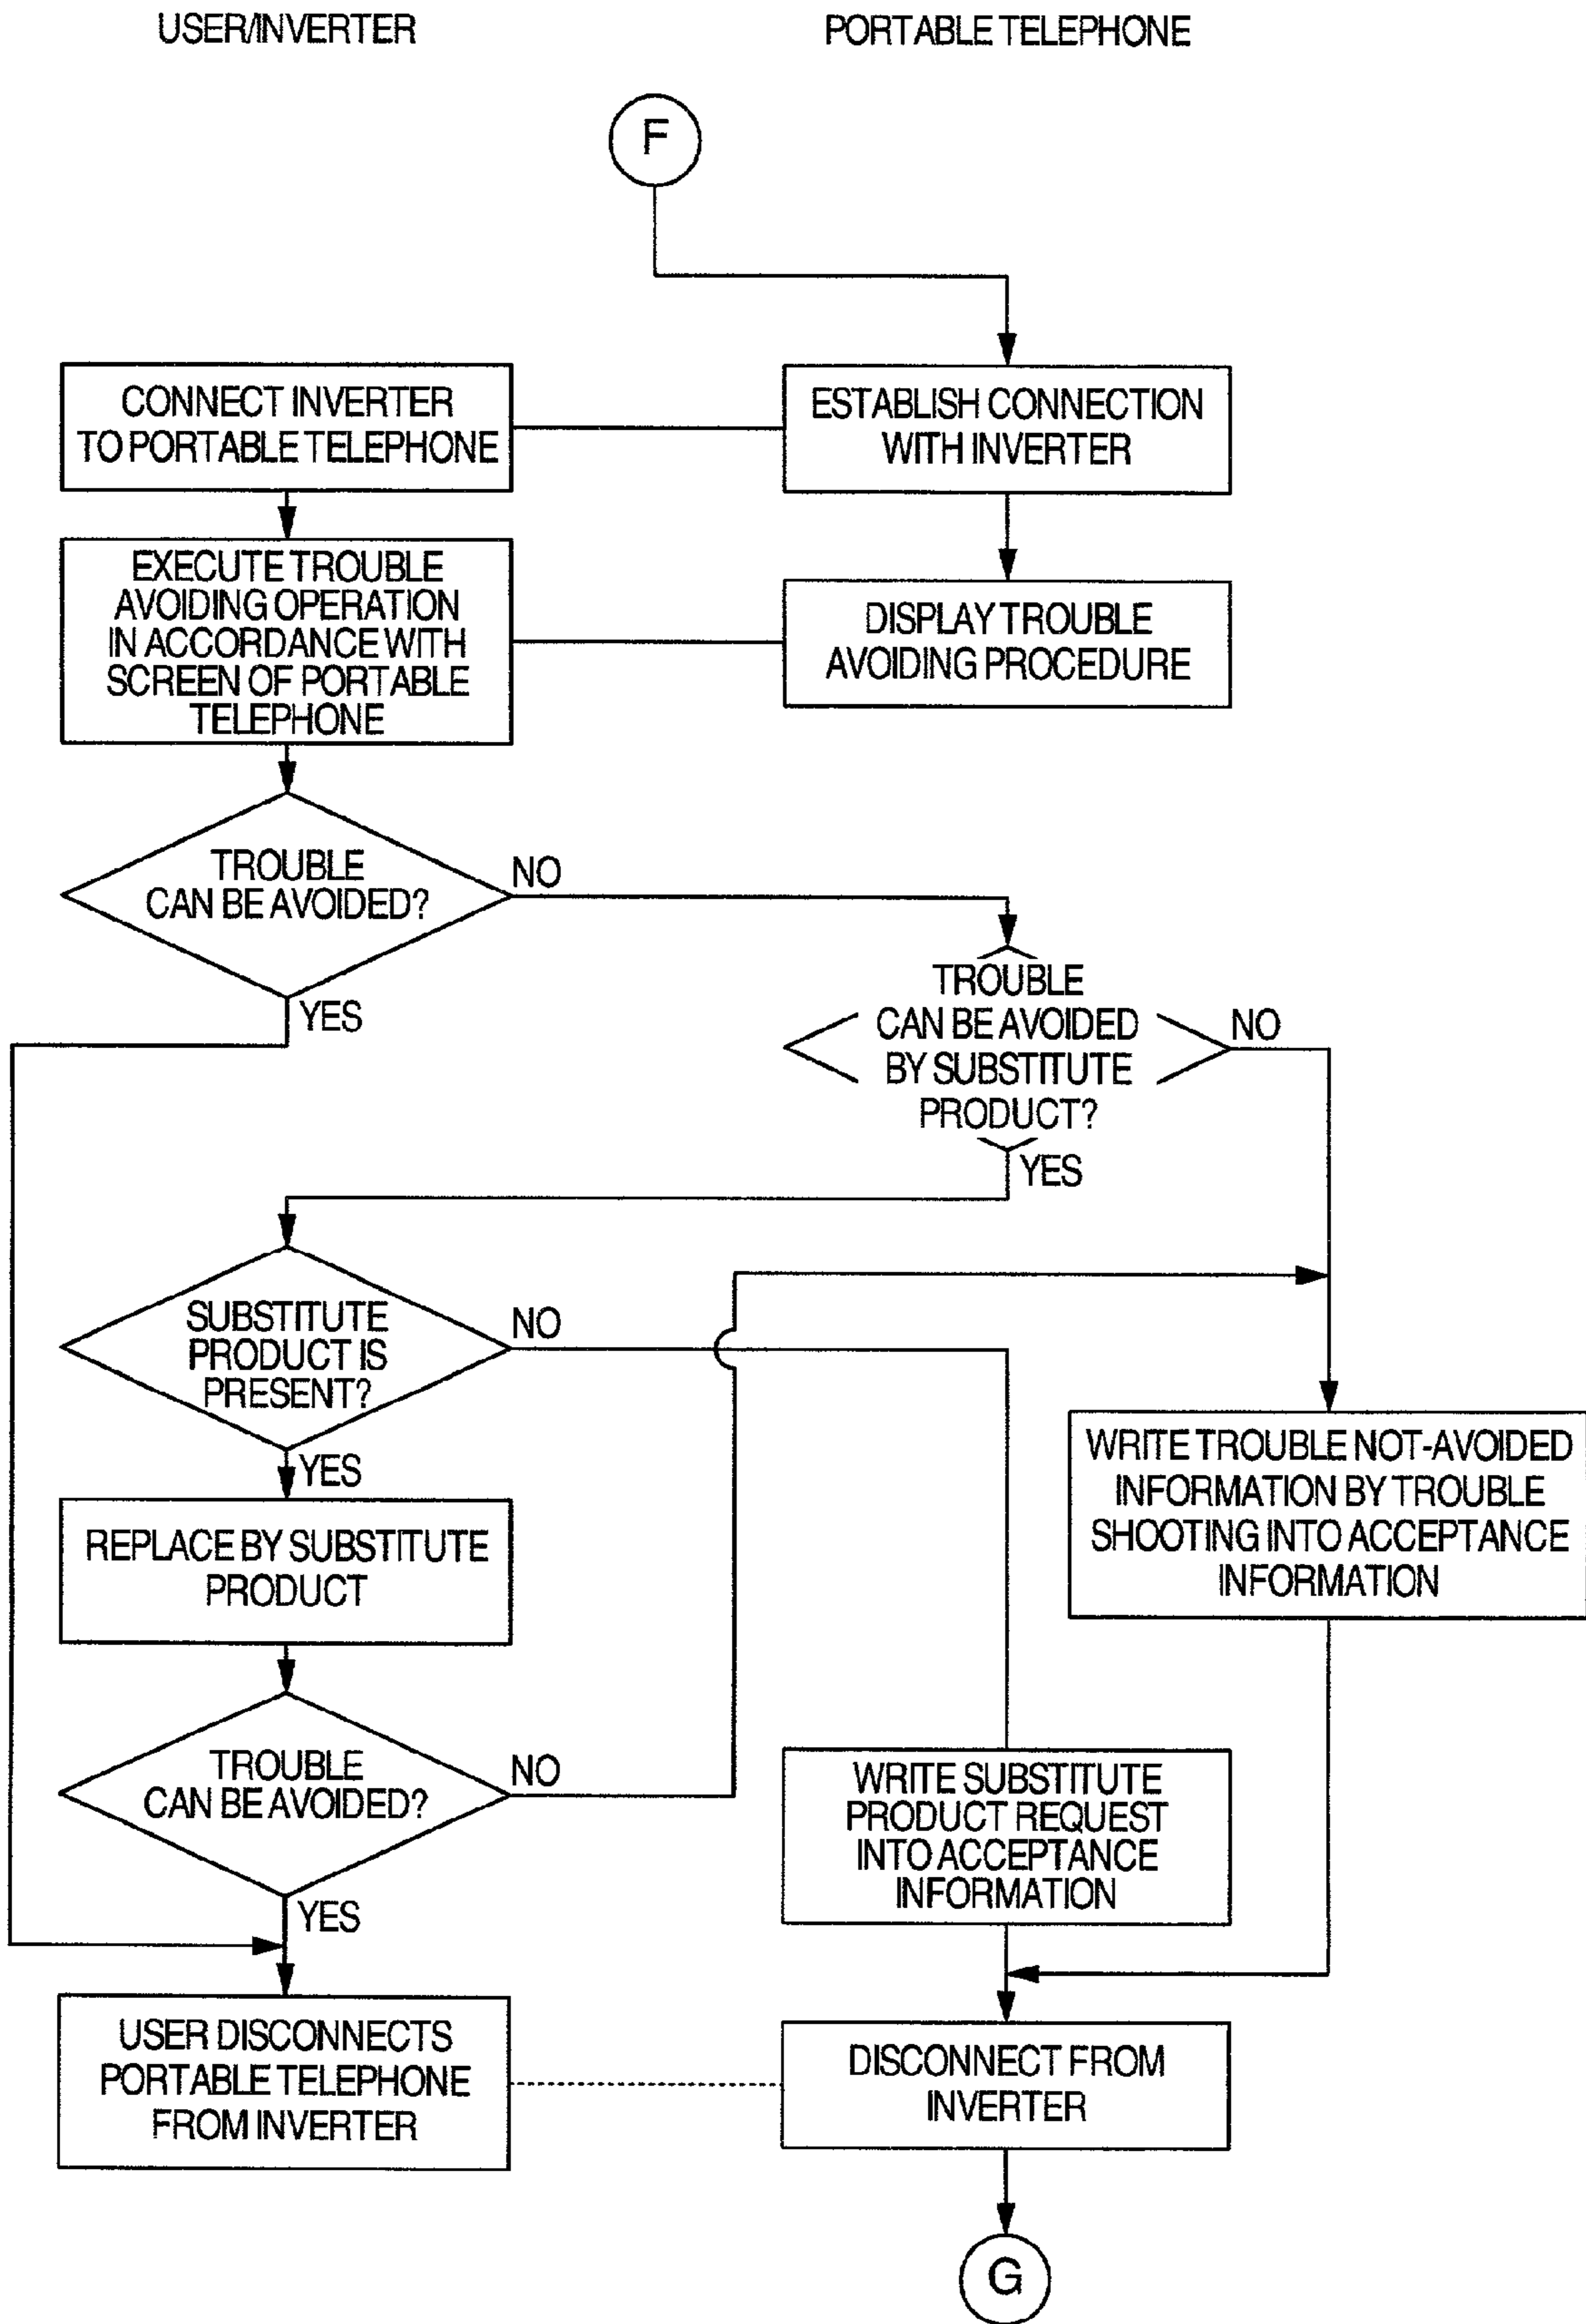 USER/INVERTER
PORTABLE TELEPHONE
F
CONNECT INVERTER
TO PORTABLE TELEPHONE
ESTABLISH CONNECTION
WITH INVERTER
EXECUTE TROUBLE
AVOIDING OPERATION
IN ACCORDANCE WITH
SCREEN OF PORTABLE
TELEPHONE
DISPLAY TROUBLE
AVOIDING PROCEDURE
TROUBLE
CAN BE AVOIDED?
NO
YES
TROUBLE
CAN BE AVOIDED
BY SUBSTITUTE
PRODUCT?
NO
YES
SUBSTITUTE
PRODUCT IS
PRESENT?
NO
YES
WRITE TROUBLE NOT-AVOIDED
INFORMATION BY TROUBLE
SHOOTING INTO ACCEPTANCE
INFORMATION
REPLACE BY SUBSTITUTE
PRODUCT
TROUBLE
CAN BE AVOIDED?
NO
YES
WRITE SUBSTITUTE
PRODUCT REQUEST
INTO ACCEPTANCE
INFORMATION
USER DISCONNECTS
PORTABLE TELEPHONE
FROM INVERTER
DISCONNECT FROM
INVERTER
G